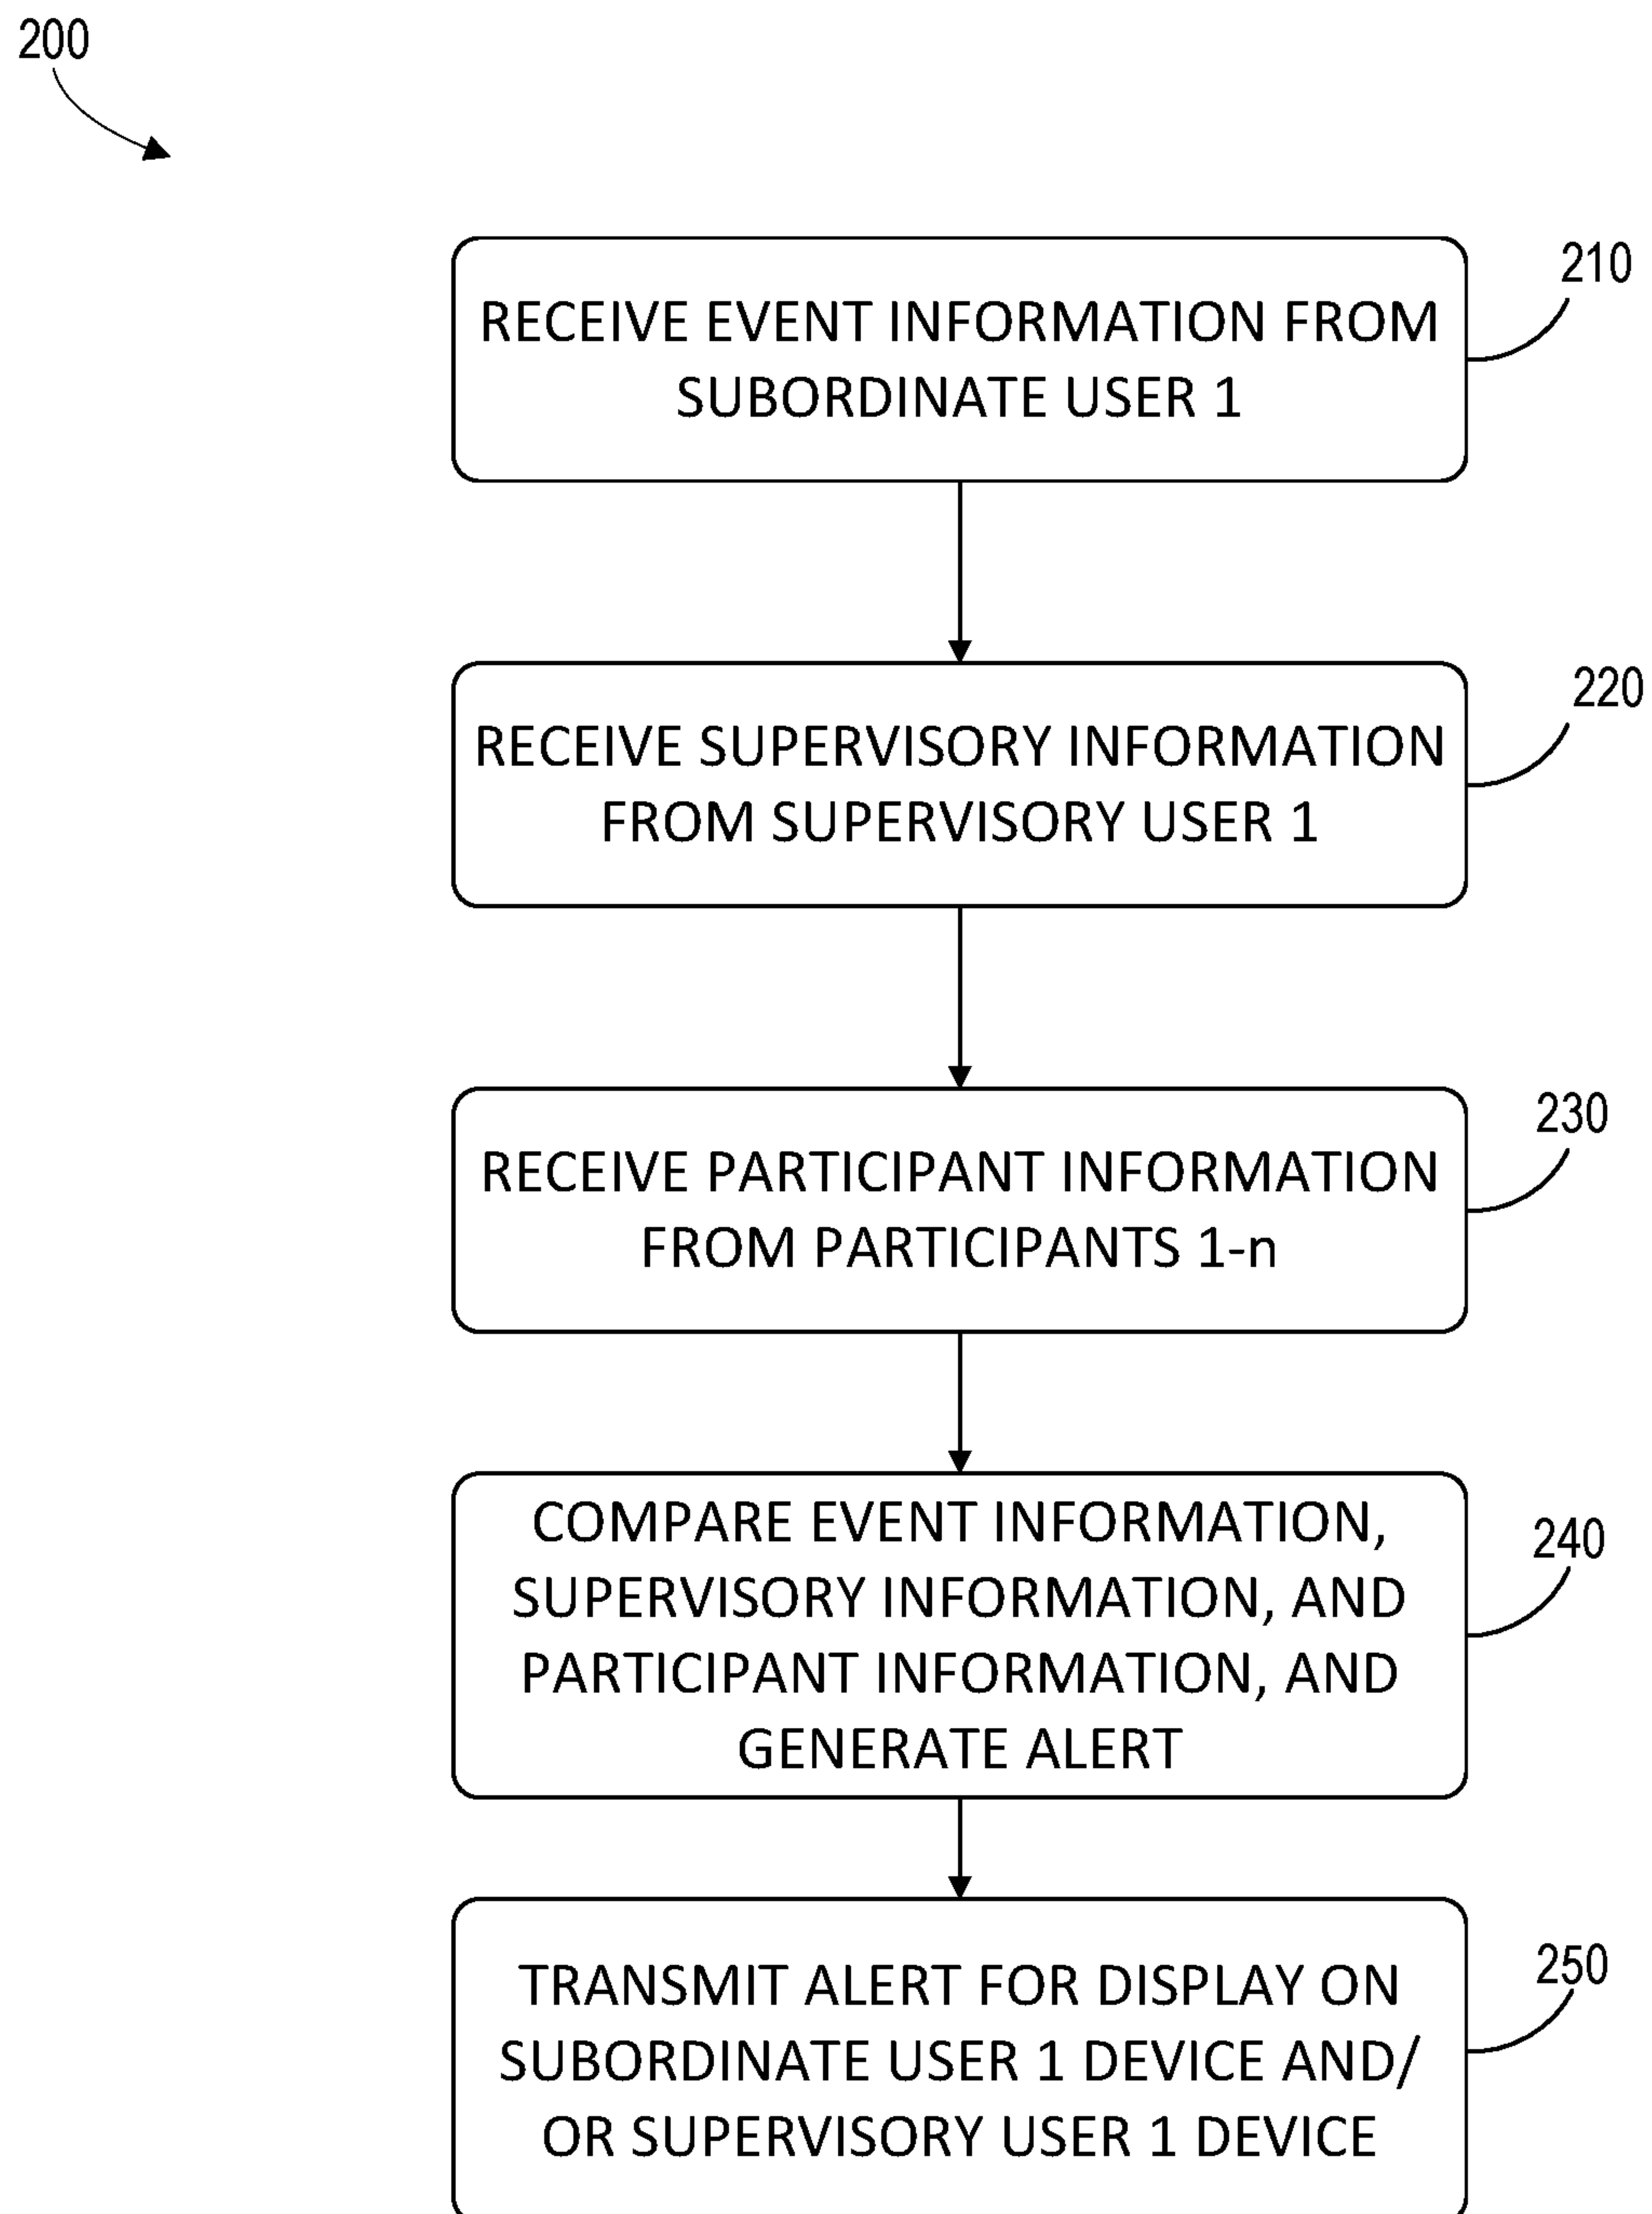 200
210
RECEIVE EVENT INFORMATION FROM
SUBORDINATE USER 1
220
RECEIVE SUPERVISORY INFORMATION
FROM SUPERVISORY USER 1
230
RECEIVE PARTICIPANT INFORMATION
FROM PARTICIPANTS 1-n
240
COMPARE EVENT INFORMATION,
SUPERVISORY INFORMATION, AND
PARTICIPANT INFORMATION, AND
GENERATE ALERT
250
TRANSMIT ALERT FOR DISPLAY ON
SUBORDINATE USER 1 DEVICE AND/
OR SUPERVISORY USER 1 DEVICE